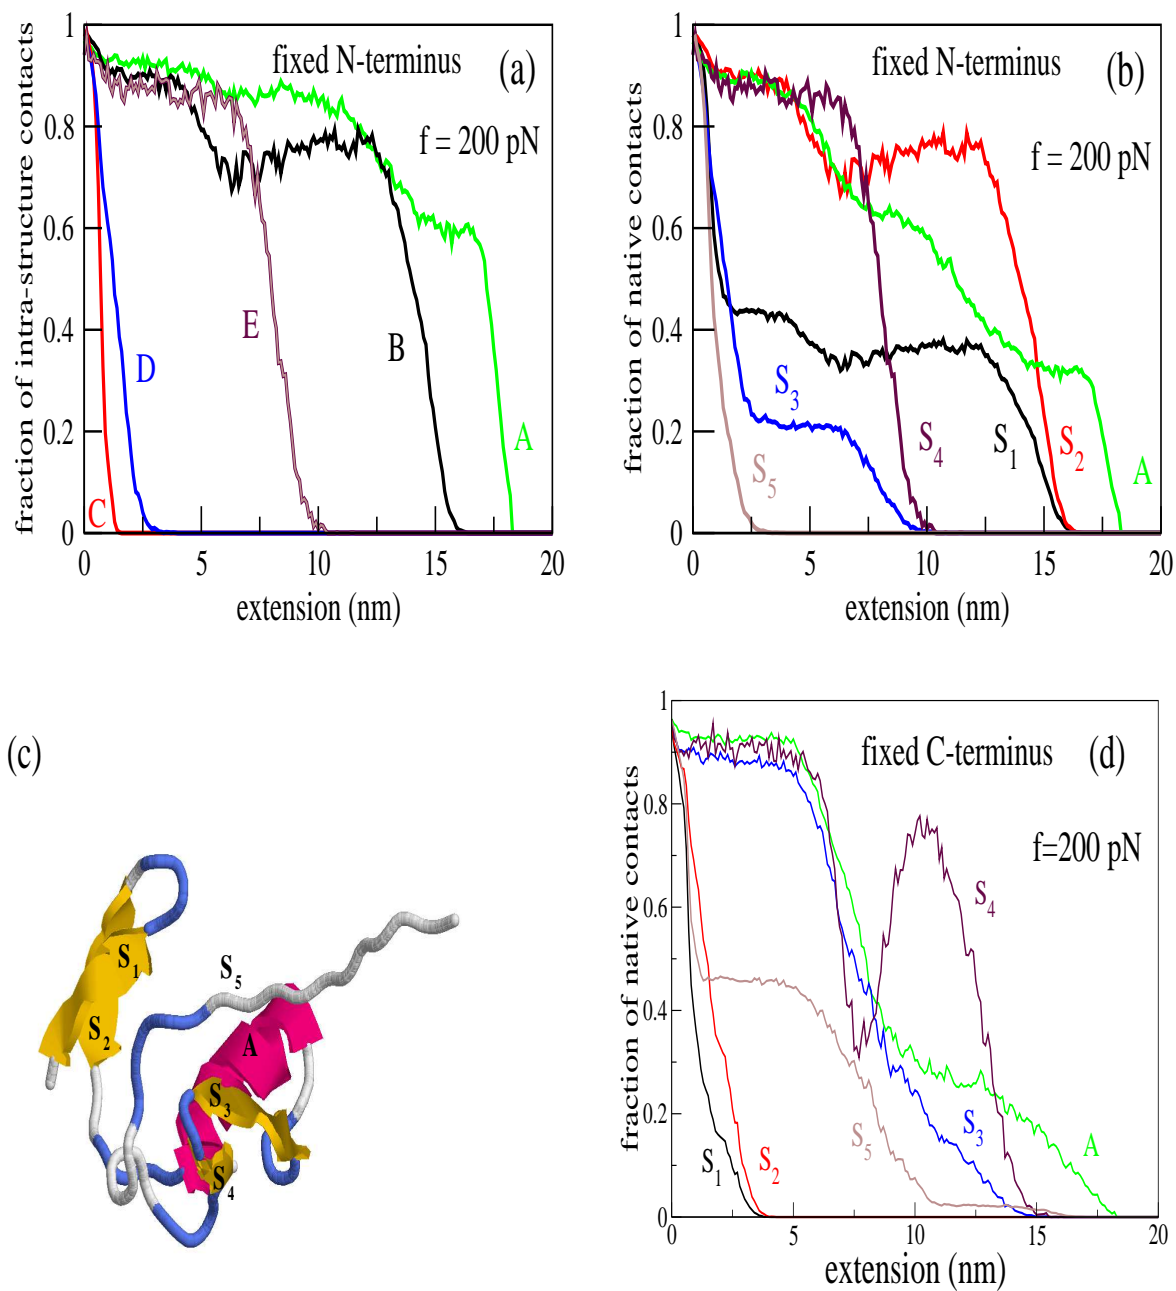 (a)
fixed N-terminus
f = 200 pN
fraction of intra-structure contacts
1
0.8
0.6
0.4
0.2
0
C
D
E
B
A
0 5 10 15 20
extension (nm)
(b)
fixed N-terminus
f = 200 pN
fraction of native contacts
1
0.8
0.6
0.4
0.2
0
S5
S3
S4
S1
S2
A
0 5 10 15 20
extension (nm)
(c)
S1
S2
S5
A
S3
S4
(d)
fixed C-terminus
f=200 pN
fraction of native contacts
1
0.8
0.6
0.4
0.2
0
S4
S1
S2
S5
S3
A
0 5 10 15 20
extension (nm)